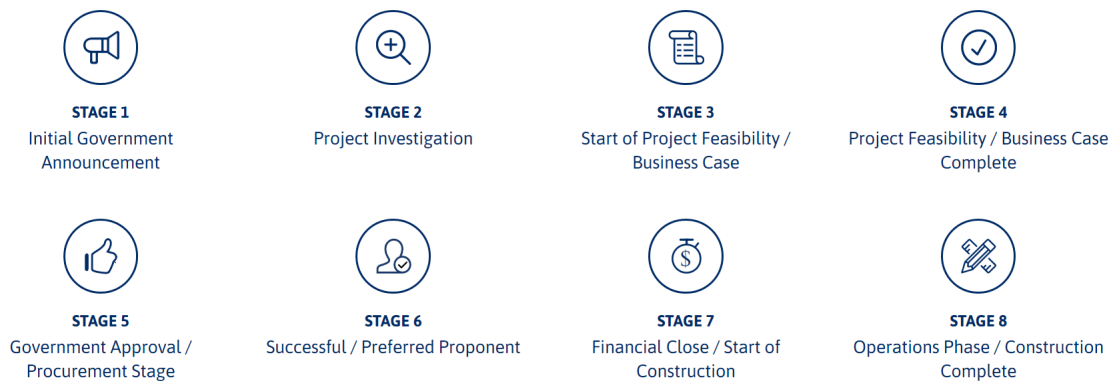 STAGE 1
Initial Government
Announcement
STAGE 2
Project Investigation
STAGE 3
Start of Project Feasibility /
Business Case
STAGE 4
Project Feasibility / Business Case
Complete
STAGE 5
Government Approval /
Procurement Stage
STAGE 6
Successful / Preferred Proponent
$
STAGE 7
Financial Close / Start of
Construction
STAGE 8
Operations Phase / Construction
Complete